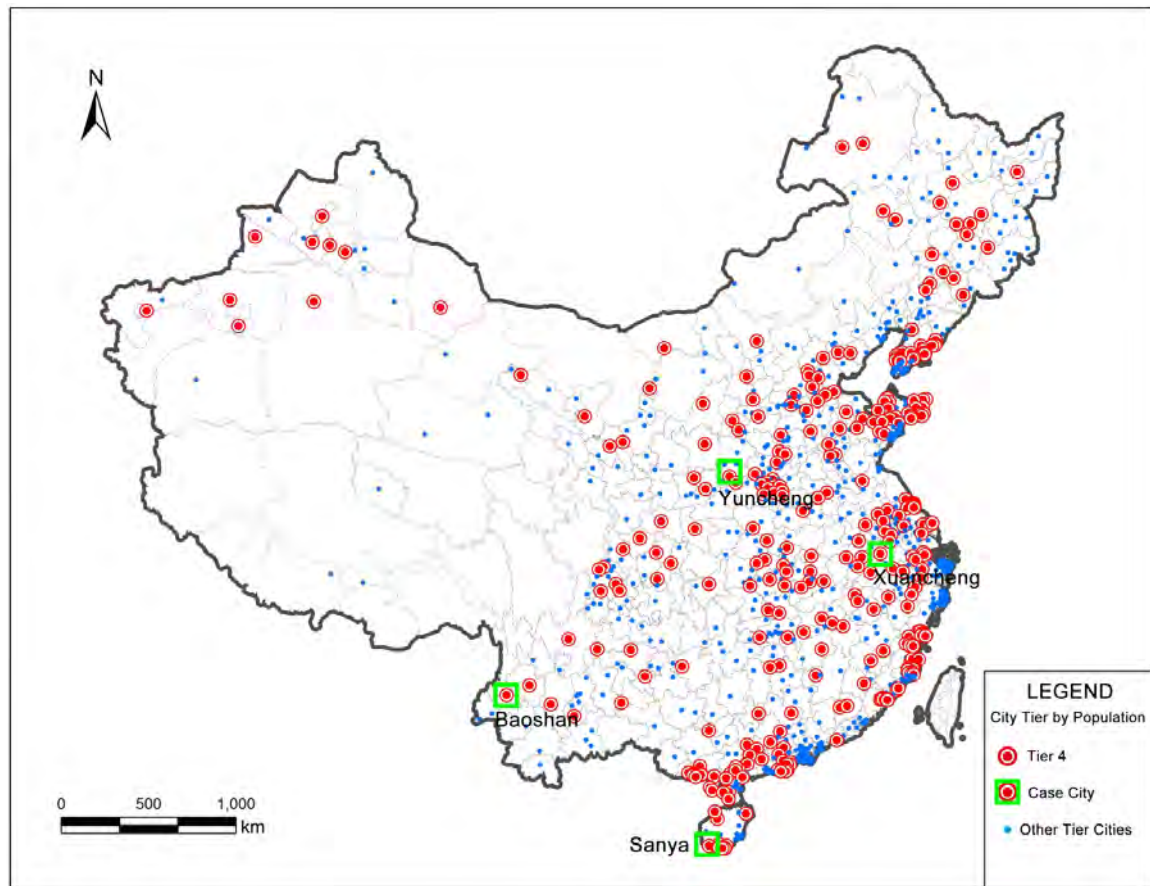 N
Yuncheng
Xuancheng
Baoshan
Sanya
0 500 1,000
km
LEGEND
City Tier by Population
Tier 4
Case City
Other Tier Cities